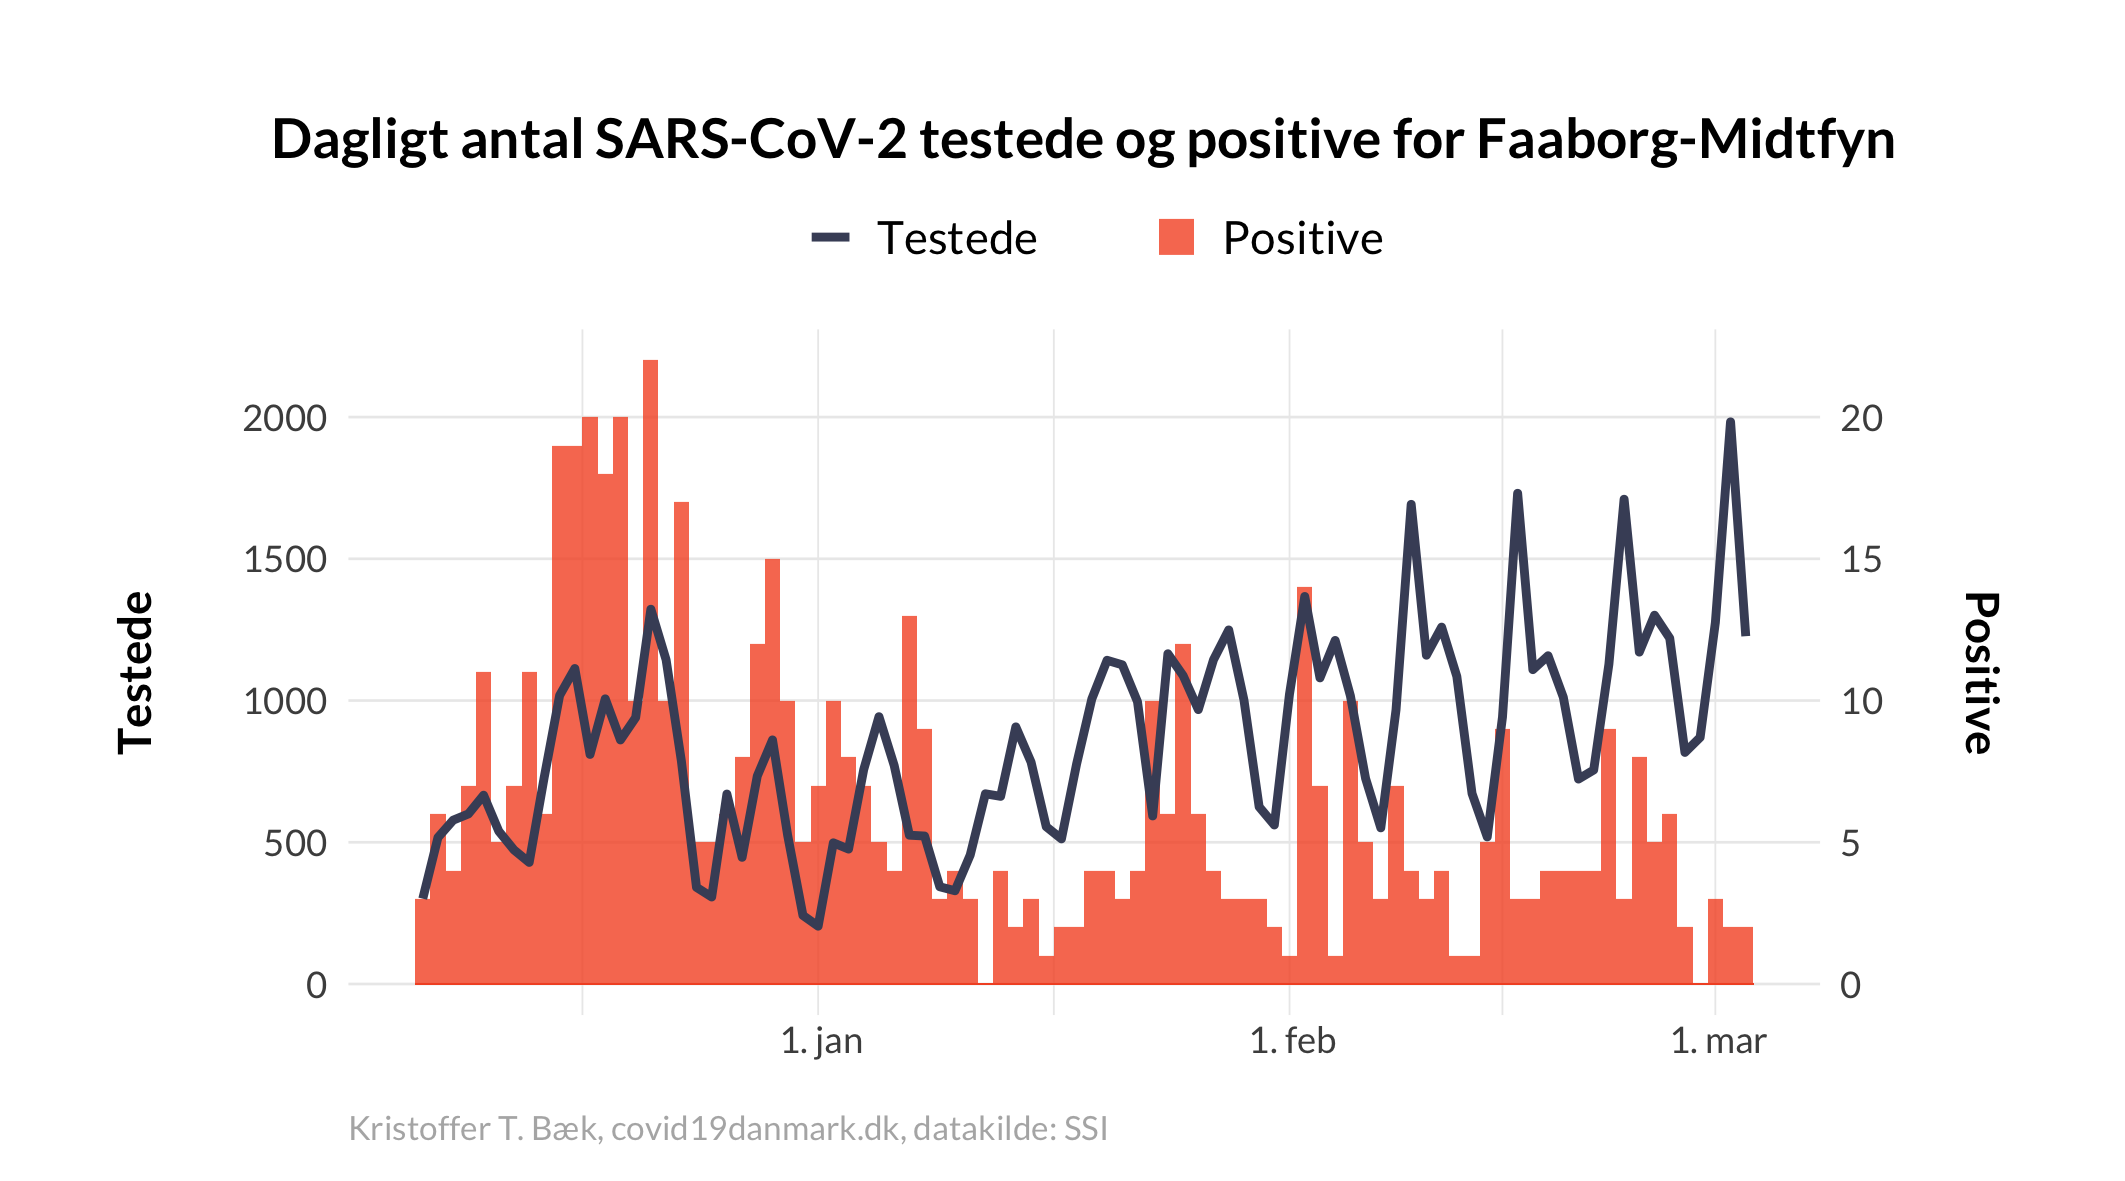 Dagligt antal SARS-CoV-2 testede og positive for Faaborg-Midtfyn
Testede
Positive
Testede
2000
1500
1000
500
0
20
15
10
5
0
Positive
1. jan
1. feb
1. mar
Kristoffer T. Bæk, covid19danmark.dk, datakilde: SSI